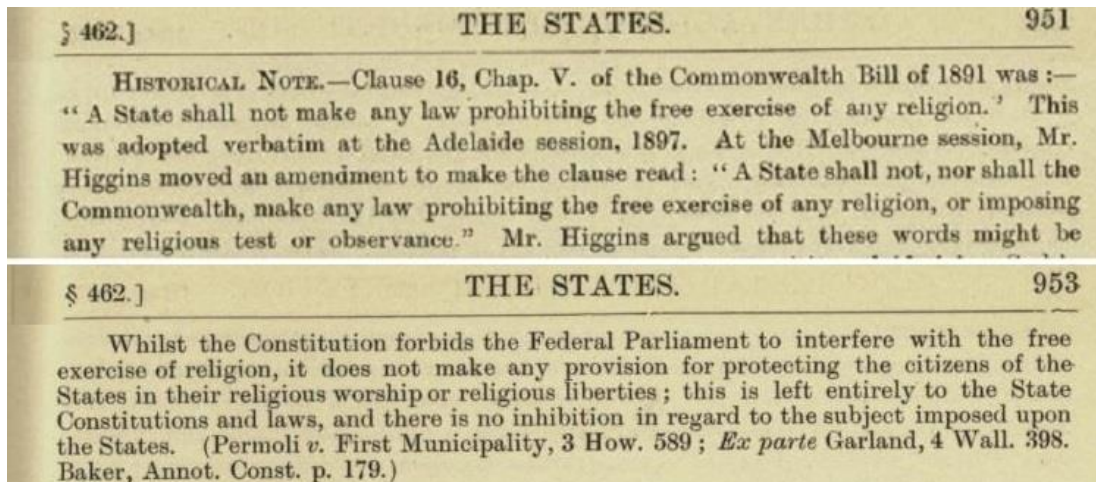 § 462.] THE STATES. 951
HISTORICAL NOTE.—Clause 16, Chap. V. of the Commonwealth Bill of 1891 was :—
“ A State shall not make any law prohibiting the free exercise of any religion. ’ This
was adopted verbatim at the Adelaide session, 1897. At the Melbourne session, Mr.
Higgins moved an amendment to make the clause read : “ A State shall not, nor shall the
Commonwealth, make any law prohibiting the free exercise of any religion, or imposing
any religious test or observance.” Mr. Higgins argued that these words might be
§ 462.] THE STATES. 953
Whilst the Constitution forbids the Federal Parliament to interfere with the free
exercise of religion, it does not make any provision for protecting the citizens of the
States in their religious worship or religious liberties ; this is left entirely to the State
Constitutions and laws, and there is no inhibition in regard to the subject imposed upon
the States. (Permoli v. First Municipality, 3 How. 589 ; Ex parte Garland, 4 Wall. 398.
Baker, Annot. Const. p. 179.)